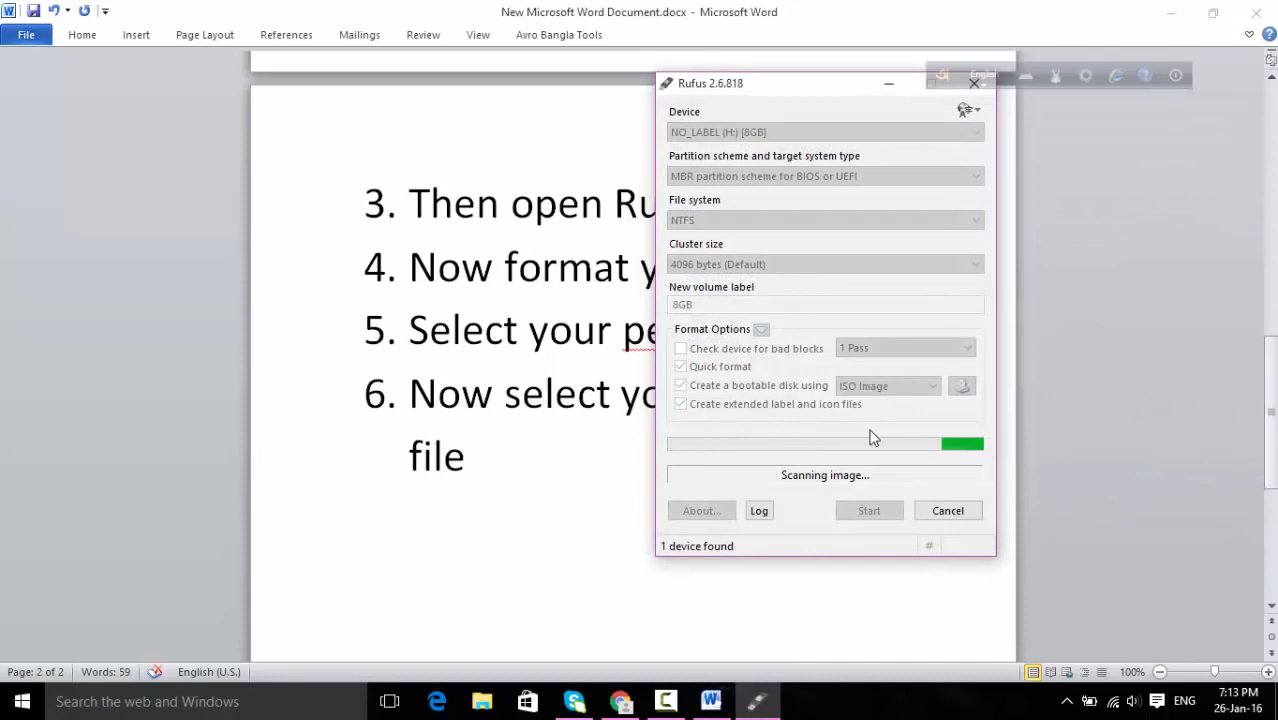 New Microsoft Word Document.docx - Microsoft Word
File Home Insert Page Layout References Mailings Review View Avro Bangla Tools
English
Rufus 2.6.818
Device
NO_LABEL (H:) [8GB]
Partition scheme and target system type
MBR partition scheme for BIOS or UEFI
File system
NTFS
Cluster size
4096 bytes (Default)
New volume label
8GB
Format Options
Check device for bad blocks 1 Pass
Quick format
Create a bootable disk using ISO Image
Create extended label and icon files
Scanning image...
About... Log Start Cancel
1 device found #
3. Then open Ru
4. Now format y
5. Select your pe
6. Now select yo
file
Page: 2 of 2 Words: 59 English (U.S.) 100%
Search the web and Windows ENG 7:13 PM
26-Jan-16